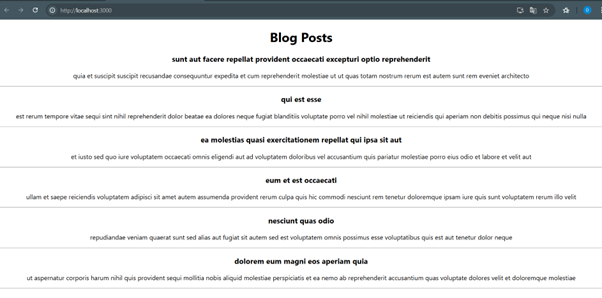 http://localhost:3000
Blog Posts
sunt aut facere repellat provident occaecati excepturi optio reprehenderit
quia et suscipit suscipit recusandae consequuntur expedita et cum reprehenderit molestiae ut ut quas totam nostrum rerum est autem sunt rem eveniet architecto
qui est esse
est rerum tempore vitae sequi sint nihil reprehenderit dolor beatae ea dolores neque fugiat blanditiis voluptate porro vel nihil molestiae ut reiciendis qui aperiam non debitis possimus qui neque nisi nulla
ea molestias quasi exercitationem repellat qui ipsa sit aut
et iusto sed quo iure voluptatem occaecati omnis eligendi aut ad voluptatem doloribus vel accusantium quis pariatur molestiae porro eius odio et labore et velit aut
eum et est occaecati
ullam et saepe reiciendis voluptatem adipisci sit amet autem assumenda provident rerum culpa quis hic commodi nesciunt rem tenetur doloremque ipsam iure quis sunt voluptatem rerum illo velit
nesciunt quas odio
repudiandae veniam quaerat sunt sed alias aut fugiat sit autem sed est voluptatem omnis possimus esse voluptatibus quis est aut tenetur dolor neque
dolorem eum magni eos aperiam quia
ut aspernatur corporis harum nihil quis provident sequi mollitia nobis aliquid molestiae perspiciatis et ea nemo ab reprehenderit accusantium quas voluptate dolores velit et doloremque molestiae